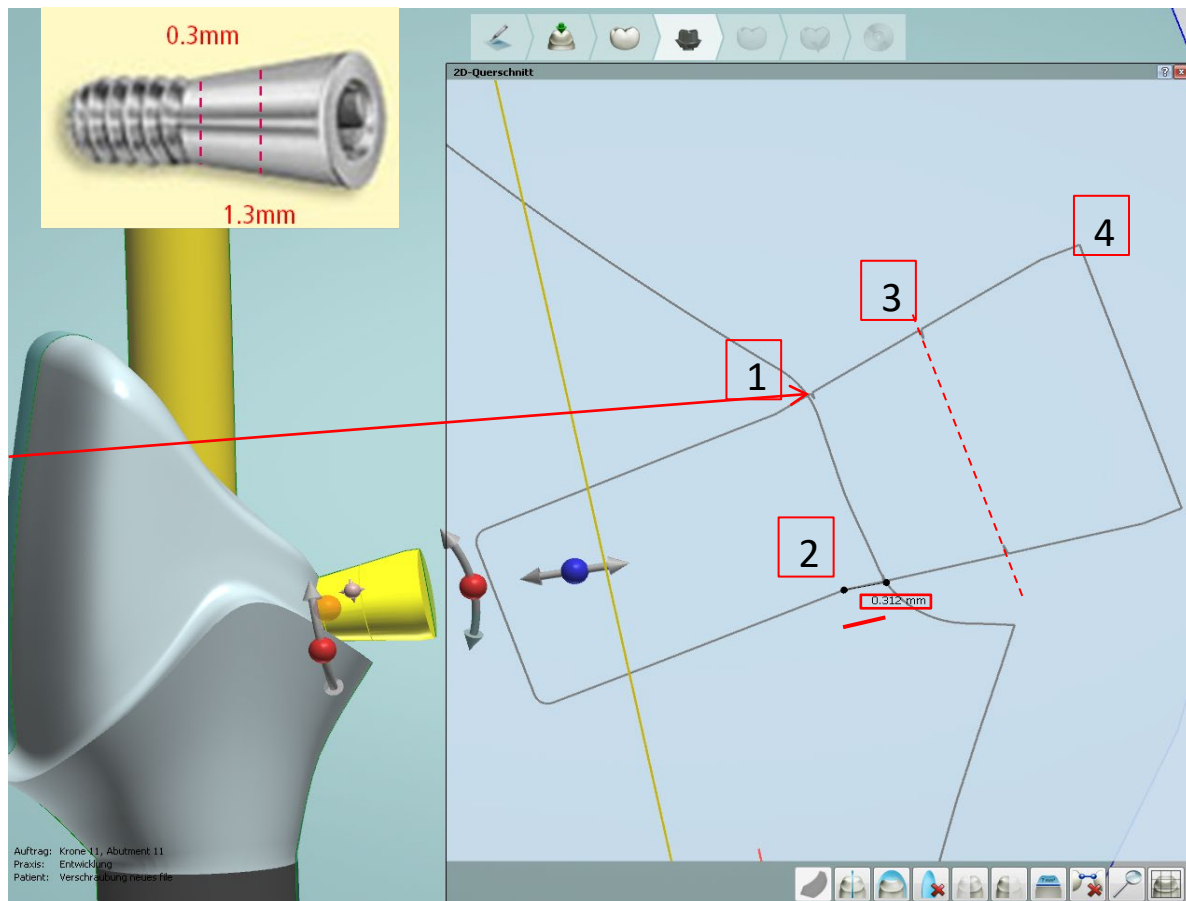 0.3mm
1.3mm
2D-Querschnitt
1
2
3
4
0.312 mm
Auftrag: Krone 11, Abutment 11
Praxis: Entwicklung
Patient: Verschraubung neues file